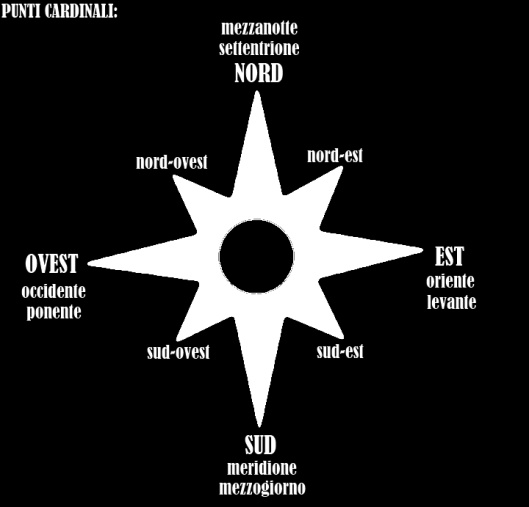 PUNTI CARDINALI:
mezzanotte
settentrione
NORD
nord-ovest
nord-est
OVEST
occidente
ponente
EST
oriente
levante
sud-ovest
sud-est
SUD
meridione
mezzogiorno